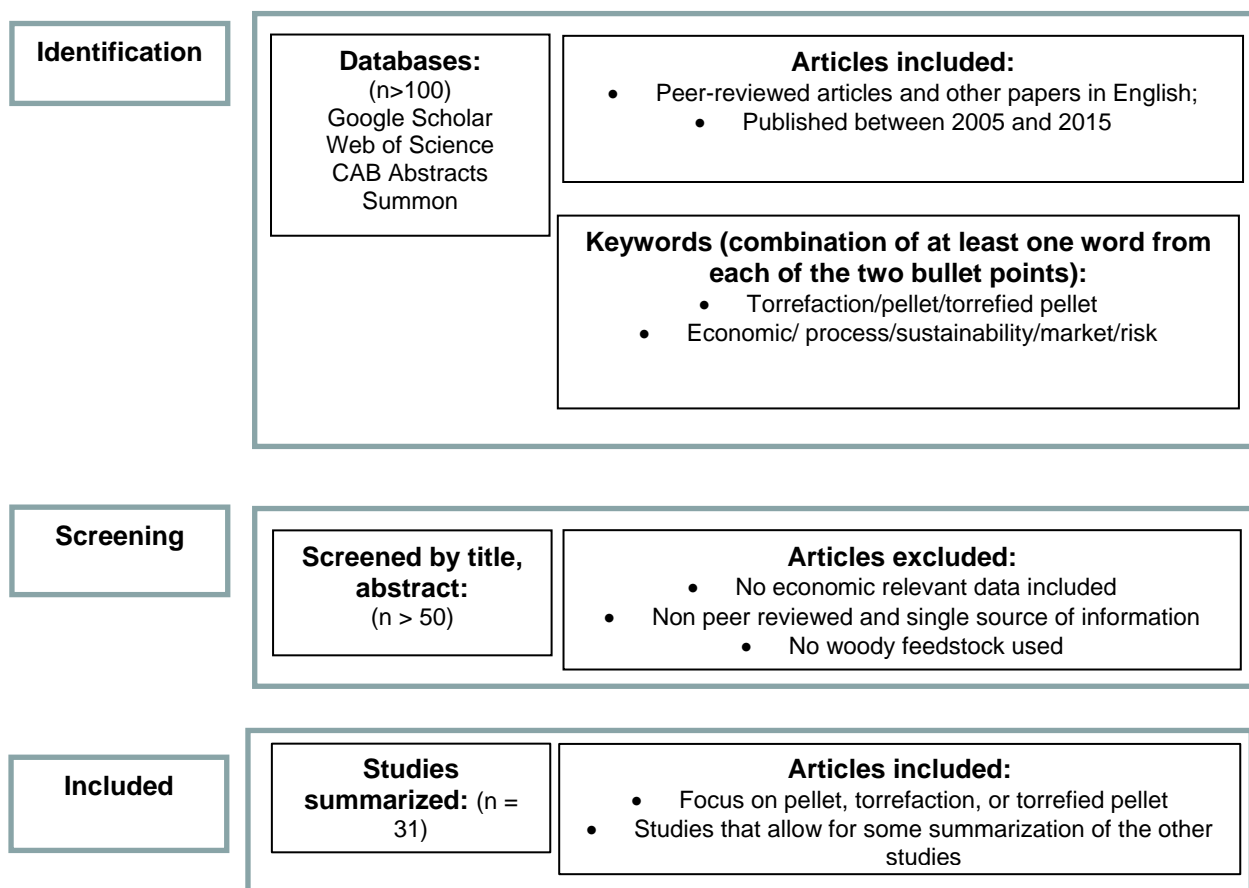 Identification
Databases:
(n>100)
Google Scholar
Web of Science
CAB Abstracts
Summon
Articles included:
• Peer-reviewed articles and other papers in English;
• Published between 2005 and 2015
Keywords (combination of at least one word from
each of the two bullet points):
• Torrefaction/pellet/torrefied pellet
• Economic/ process/sustainability/market/risk
Screening
Screened by title,
abstract:
(n > 50)
Articles excluded:
• No economic relevant data included
• Non peer reviewed and single source of information
• No woody feedstock used
Included
Studies
summarized: (n =
31)
Articles included:
• Focus on pellet, torrefaction, or torrefied pellet
• Studies that allow for some summarization of the other
studies